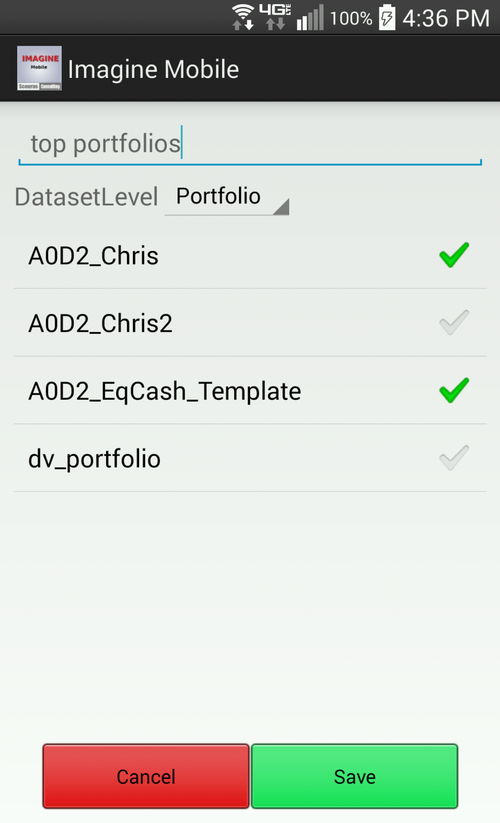 4G LTE 100% 4:36 PM
IMAGINE
Mobile
Imagine Mobile
top portfolios
DatasetLevel Portfolio
A0D2_Chris
A0D2_Chris2
A0D2_EqCash_Template
dv_portfolio
Cancel Save